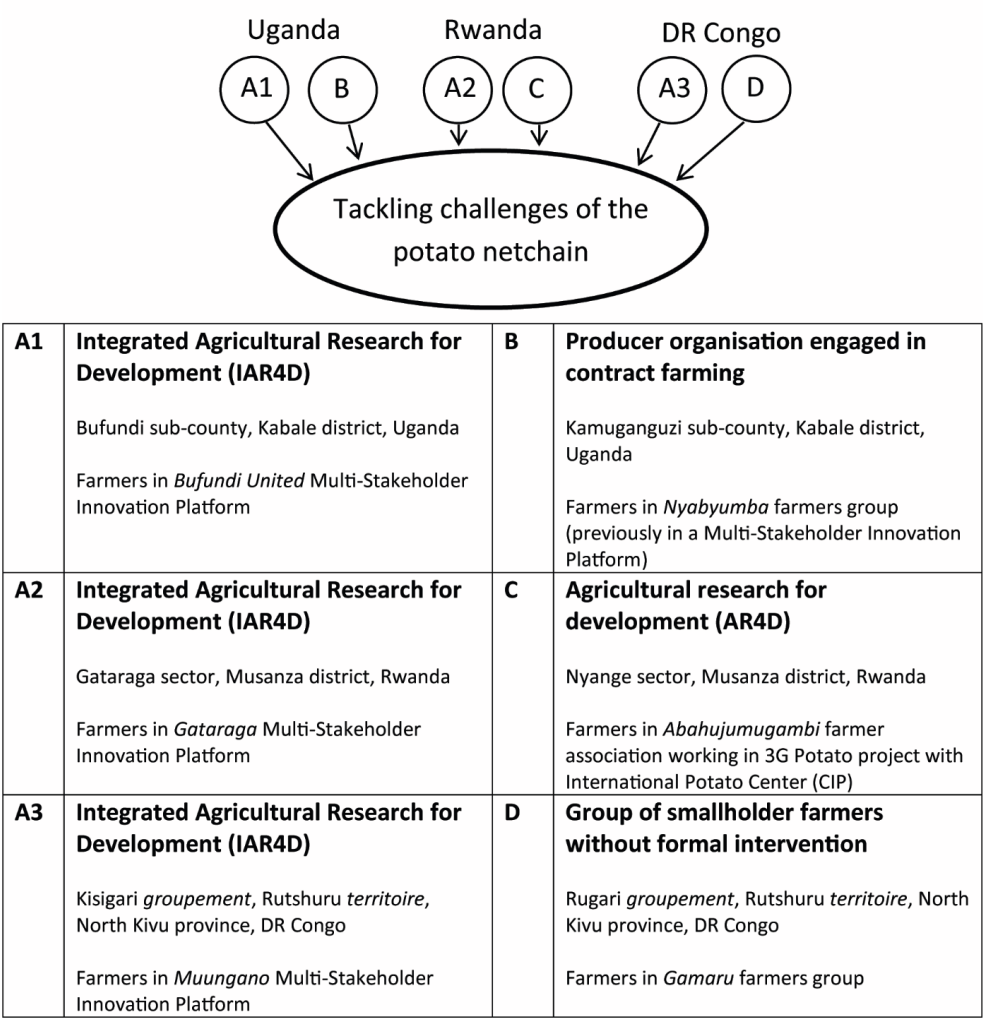 Uganda
Rwanda
DR Congo
A1
B
A2
C
A3
D
Tackling challenges of the
potato netchain
A1
Integrated Agricultural Research for
Development (IAR4D)
Bufundi sub-county, Kabale district, Uganda
Farmers in Bufundi United Multi-Stakeholder
Innovation Platform
B
Producer organisation engaged in
contract farming
Kamuganguzi sub-county, Kabale district,
Uganda
Farmers in Nyabyumba farmers group
(previously in a Multi-Stakeholder Innovation
Platform)
A2
Integrated Agricultural Research for
Development (IAR4D)
Gataraga sector, Musanza district, Rwanda
Farmers in Gataraga Multi-Stakeholder
Innovation Platform
C
Agricultural research for
development (AR4D)
Nyange sector, Musanza district, Rwanda
Farmers in Abahujumugambi farmer
association working in 3G Potato project with
International Potato Center (CIP)
A3
Integrated Agricultural Research for
Development (IAR4D)
Kisigari groupement, Rutshuru territoire,
North Kivu province, DR Congo
Farmers in Muungano Multi-Stakeholder
Innovation Platform
D
Group of smallholder farmers
without formal intervention
Rugari groupement, Rutshuru territoire, North
Kivu province, DR Congo
Farmers in Gamaru farmers group